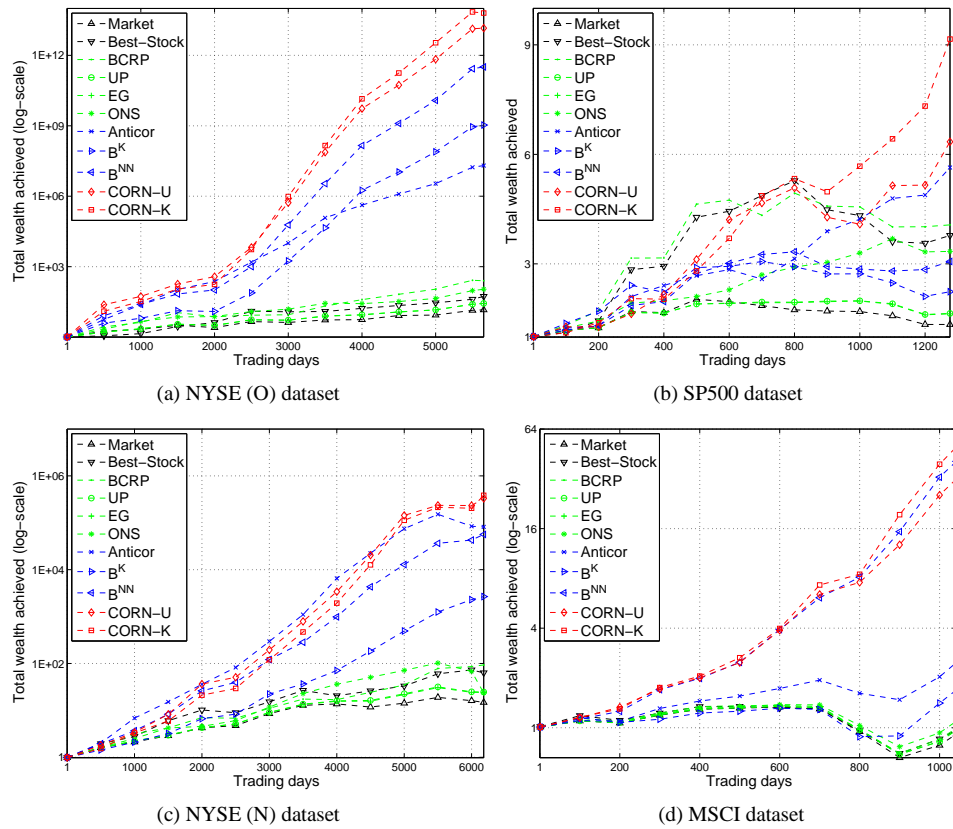 Market
Best-Stock
BCRP
UP
EG
ONS
Anticor
B^K
B^NN
CORN-U
CORN-K
Total wealth achieved (log-scale)
1E+12
1E+09
1E+06
1E+03
1
1 1000 2000 3000 4000 5000
Trading days
(a) NYSE (O) dataset
Market
Best-Stock
BCRP
UP
EG
ONS
Anticor
B^K
B^NN
CORN-U
CORN-K
Total wealth achieved
9
6
3
1
1 200 400 600 800 1000 1200
Trading days
(b) SP500 dataset
Market
Best-Stock
BCRP
UP
EG
ONS
Anticor
B^K
B^NN
CORN-U
CORN-K
Total wealth achieved (log-scale)
1E+06
1E+04
1E+02
1
1 1000 2000 3000 4000 5000 6000
Trading days
(c) NYSE (N) dataset
Market
Best-Stock
BCRP
UP
EG
ONS
Anticor
B^K
B^NN
CORN-U
CORN-K
Total wealth achieved (log-scale)
64
16
4
1
1 200 400 600 800 1000
Trading days
(d) MSCI dataset